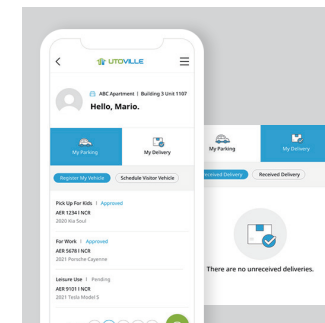 UTOVILLE
ABC Apartment | Building 3 Unit 1107
Hello, Mario.
My Parking
My Delivery
Register My Vehicle
Schedule Visitor Vehicle
Pick Up For Kids | Approved
AER 1234 I NCR
2020 Kia Soul
For Work | Approved
AER 5678 I NCR
2021 Porsche Cayenne
Leisure Use | Pending
AER 9101 I NCR
2021 Tesla Model S
My Parking
My Delivery
received Delivery
Received Delivery
There are no unreceived deliveries.